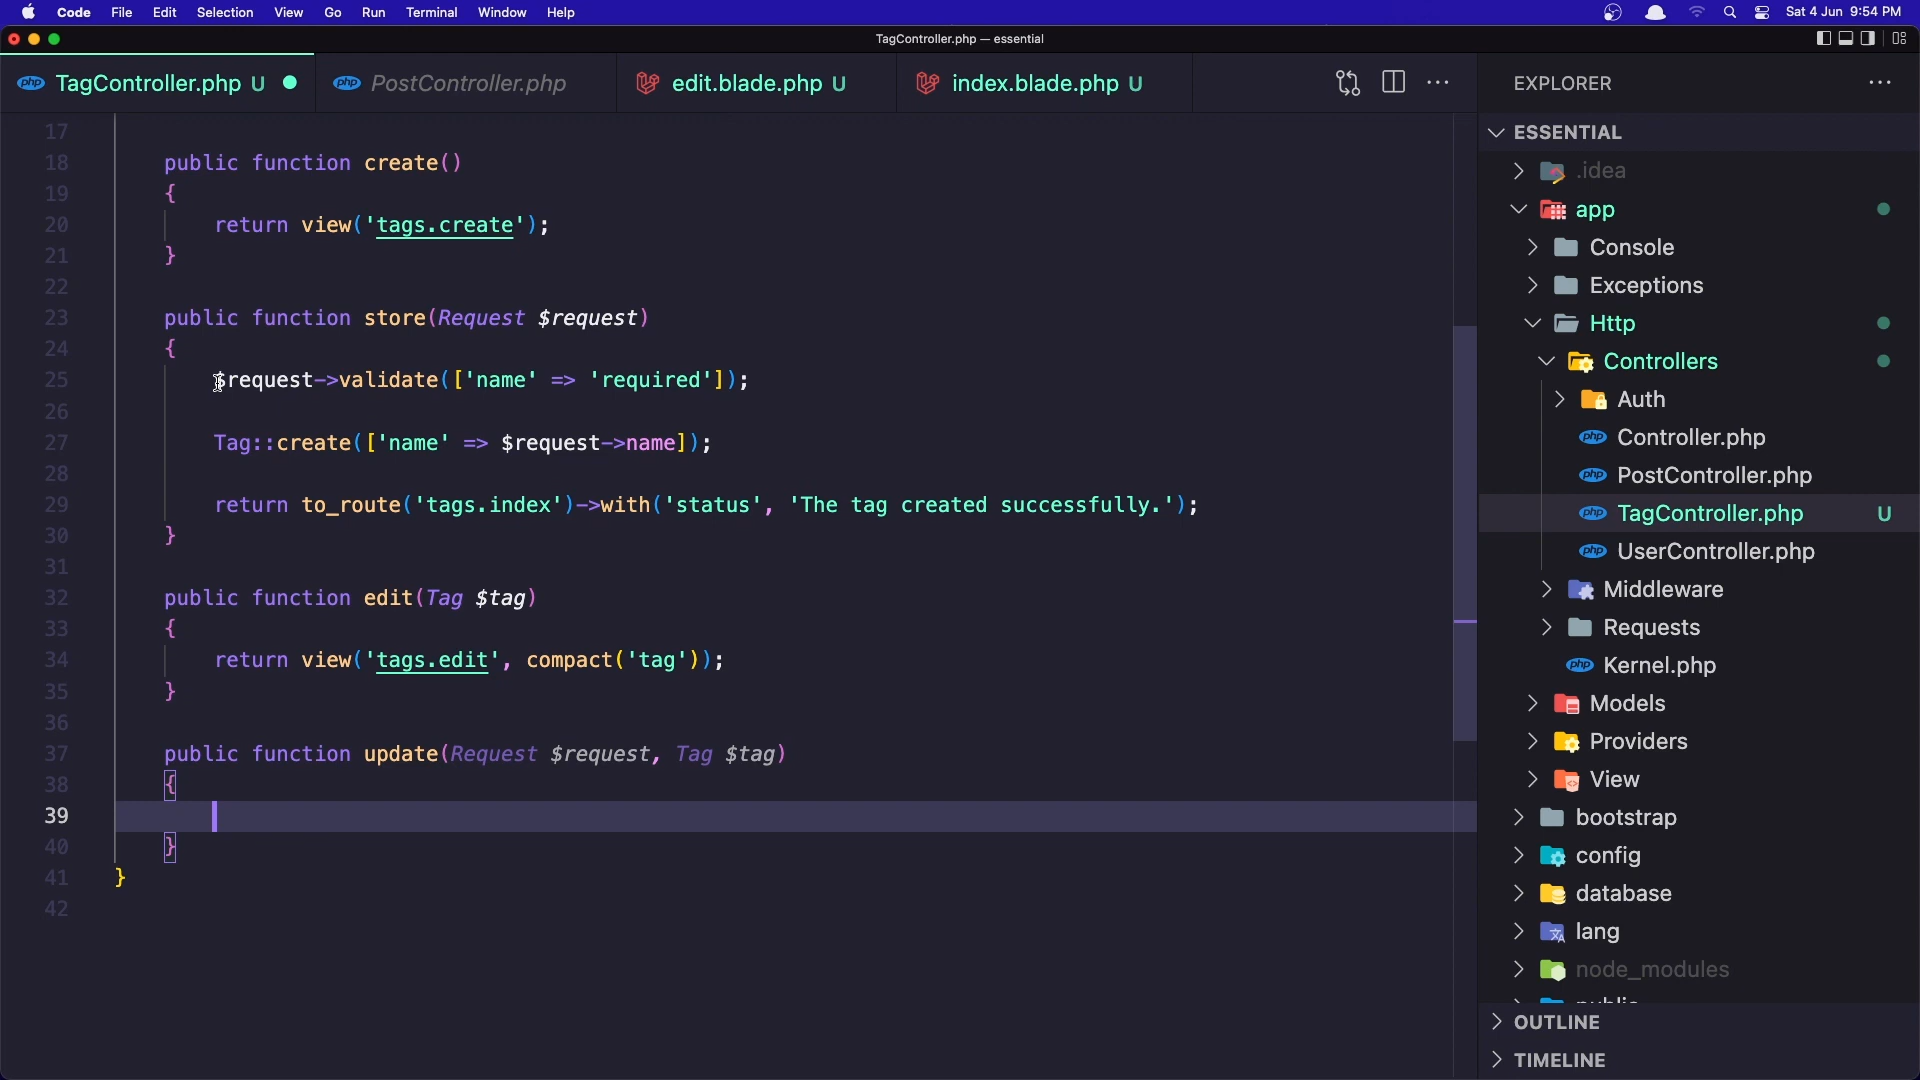 Code File Edit Selection View Go Run Terminal Window Help Sat 4 Jun 9:54 PM
TagController.php — essential
TagController.php U PostController.php edit.blade.php U index.blade.php U
17
18 public function create()
19 {
20 return view('tags.create');
21 }
22
23 public function store(Request $request)
24 {
25 $request->validate(['name' => 'required']);
26
27 Tag::create(['name' => $request->name]);
28
29 return to_route('tags.index')->with('status', 'The tag created successfully.');
30 }
31
32 public function edit(Tag $tag)
33 {
34 return view('tags.edit', compact('tag'));
35 }
36
37 public function update(Request $request, Tag $tag)
38 {
39
40 }
41 }
42
EXPLORER
ESSENTIAL
.idea
app
Console
Exceptions
Http
Controllers
Auth
php Controller.php
php PostController.php
php TagController.php U
php UserController.php
Middleware
Requests
php Kernel.php
Models
Providers
View
bootstrap
config
database
lang
node_modules
public
OUTLINE
TIMELINE